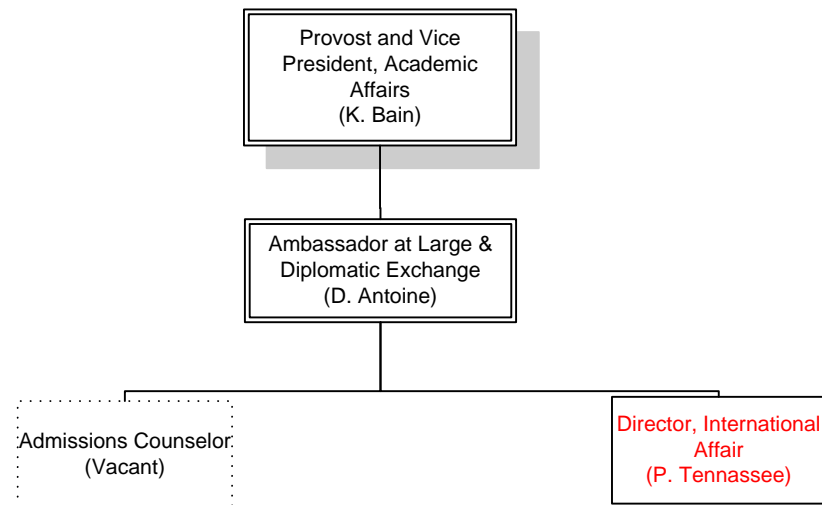 Provost and Vice
President, Academic
Affairs
(K. Bain)
Ambassador at Large &
Diplomatic Exchange
(D. Antoine)
Admissions Counselor
(Vacant)
Director, International
Affair
(P. Tennassee)